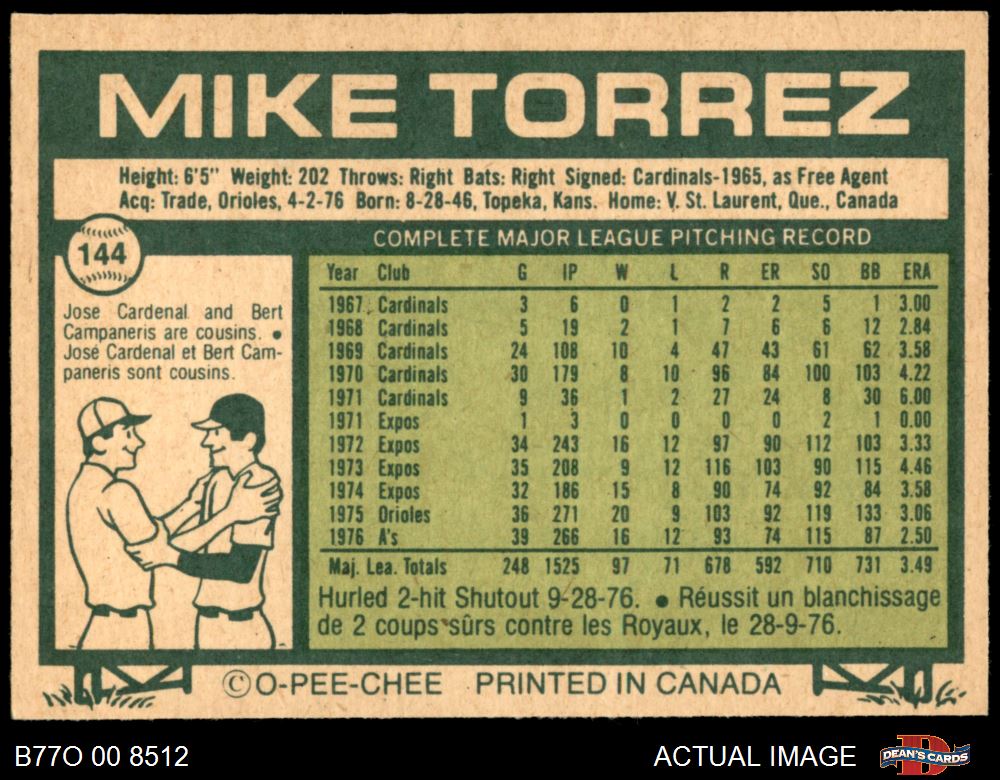 MIKE TORREZ
Height: 6'5" Weight: 202 Throws: Right Bats: Right Signed: Cardinals-1965, as Free Agent
Acq: Trade, Orioles, 4-2-76 Born: 8-28-46, Topeka, Kans. Home: V. St. Laurent, Que., Canada
144
Jose Cardenal and Bert
Campaneris are cousins. ●
José Cardenal et Bert Cam-
paneris sont cousins.
COMPLETE MAJOR LEAGUE PITCHING RECORD
Year Club G IP W L R ER SO BB ERA
1967 Cardinals 3 6 0 1 2 2 5 1 3.00
1968 Cardinals 5 19 2 1 7 6 6 12 2.84
1969 Cardinals 24 108 10 4 47 43 61 62 3.58
1970 Cardinals 30 179 8 10 96 84 100 103 4.22
1971 Cardinals 9 36 1 2 27 24 8 30 6.00
1971 Expos 1 3 0 0 0 0 2 1 0.00
1972 Expos 34 243 16 12 97 90 112 103 3.33
1973 Expos 35 208 9 12 116 103 90 115 4.46
1974 Expos 32 186 15 8 90 74 92 84 3.58
1975 Orioles 36 271 20 9 103 92 119 133 3.06
1976 A's 39 266 16 12 93 74 115 87 2.50
Maj. Lea. Totals 248 1525 97 71 678 592 710 731 3.49
Hurled 2-hit Shutout 9-28-76. ● Réussit un blanchissage
de 2 coups sûrs contre les Royaux, le 28-9-76.
© O-PEE-CHEE PRINTED IN CANADA
B77O 00 8512
ACTUAL IMAGE
DEAN'S CARDS